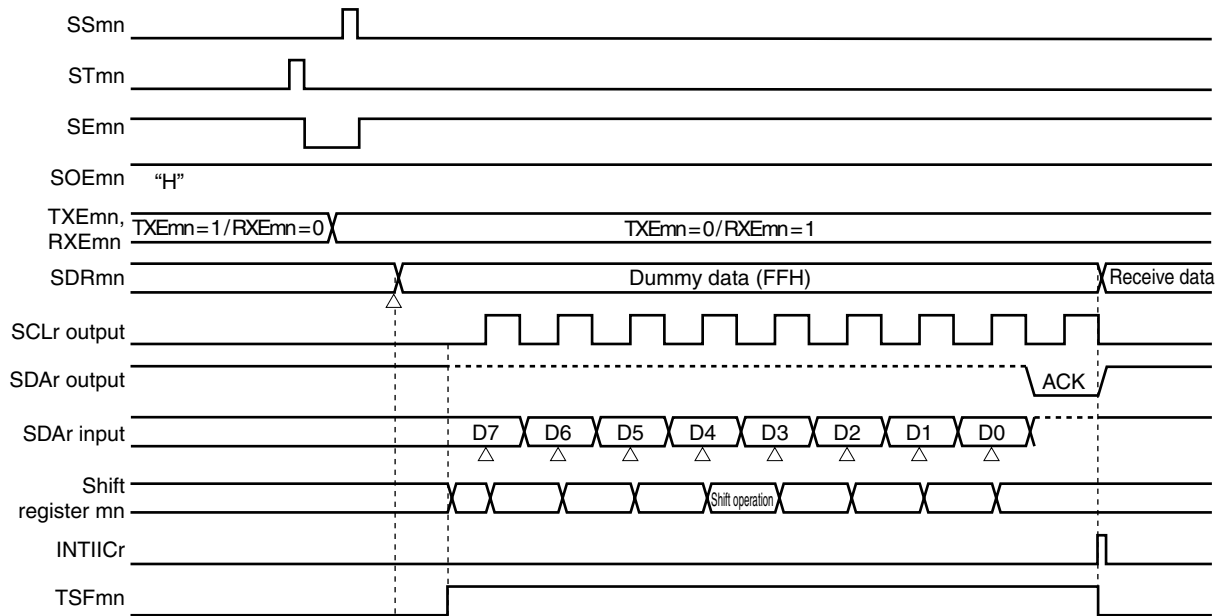 SSmn
STmn
SEmn
SOEmn “H”
TXEmn,
RXEmn
TXEmn=1/RXEmn=0 TXEmn=0/RXEmn=1
SDRmn Dummy data (FFH) Receive data
SCLr output
SDAr output ACK
SDAr input D7 D6 D5 D4 D3 D2 D1 D0
Shift
register mn
Shift operation
INTIICr
TSFmn